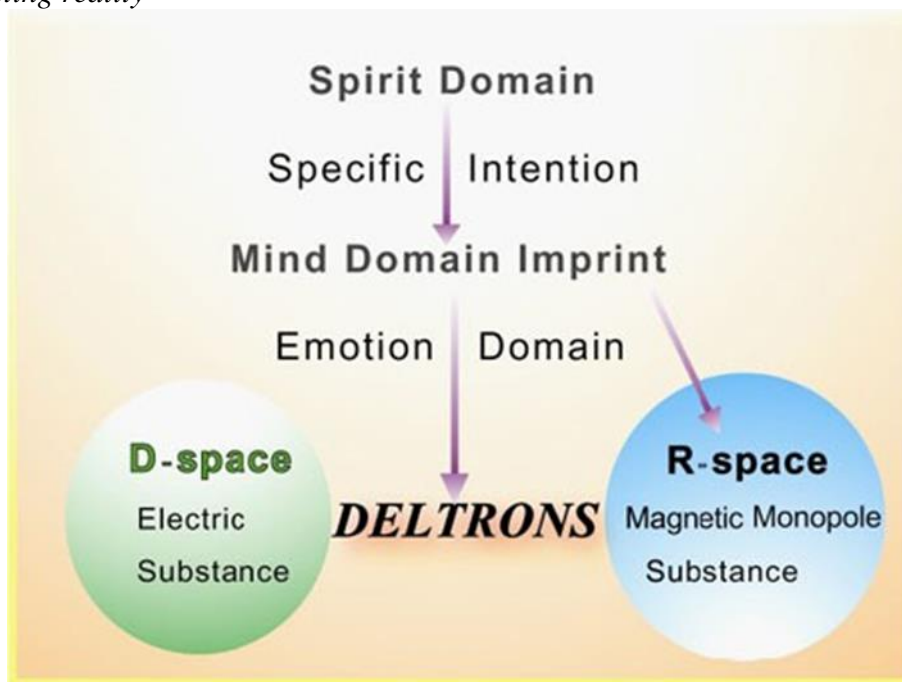 Spirit Domain
Specific Intention
Mind Domain Imprint
Emotion Domain
D-space
Electric
Substance
DELTRONS
R-space
Magnetic Monopole
Substance